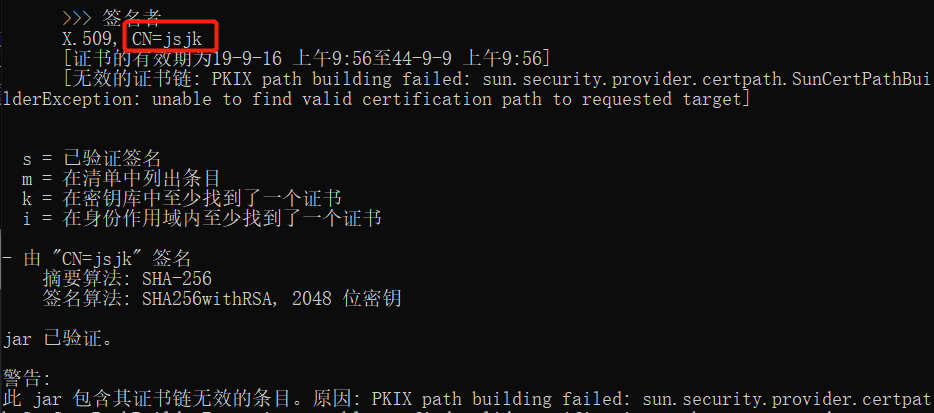 >>> 签名者
X.509, CN=jsjk
[证书的有效期为19-9-16 上午9:56至44-9-9 上午9:56]
[无效的证书链: PKIX path building failed: sun.security.provider.certpath.SunCertPathBui
lderException: unable to find valid certification path to requested target]
s = 已验证签名
m = 在清单中列出条目
k = 在密钥库中至少找到了一个证书
i = 在身份作用域内至少找到了一个证书
- 由 "CN=jsjk" 签名
摘要算法: SHA-256
签名算法: SHA256withRSA, 2048 位密钥
jar 已验证。
警告:
此 jar 包含其证书链无效的条目。原因: PKIX path building failed: sun.security.provider.certpat